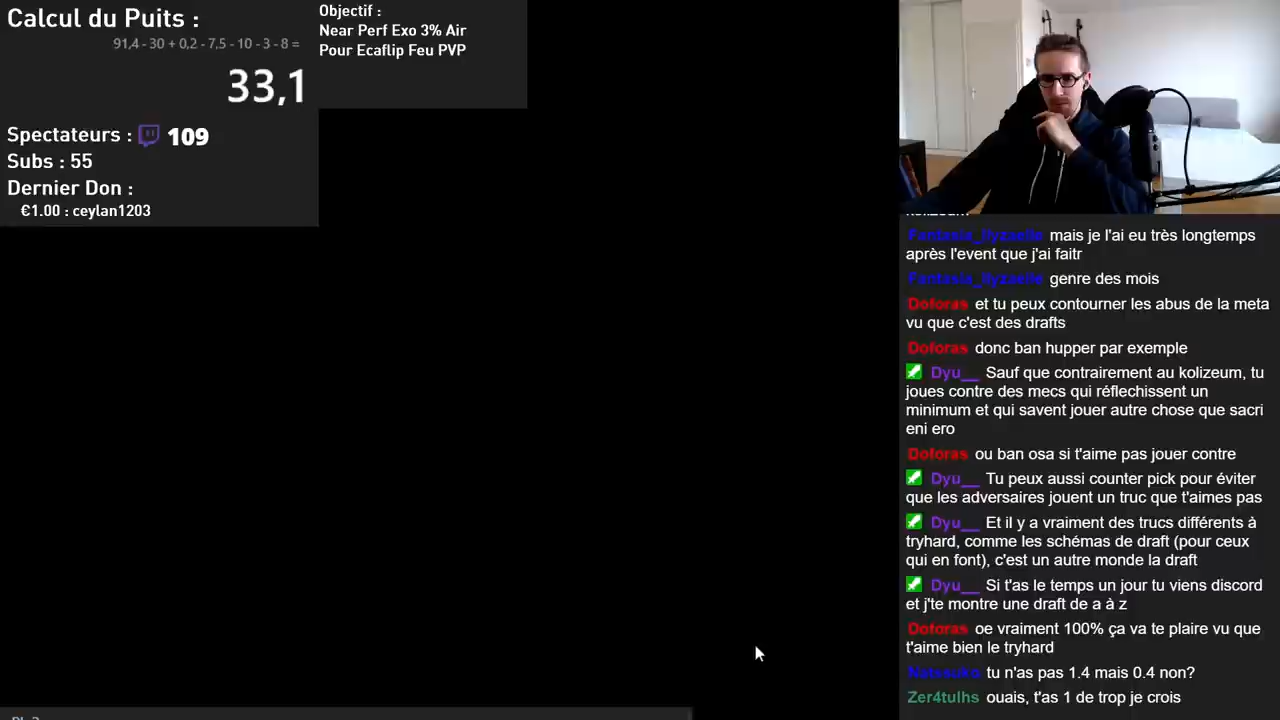 Calcul du Puits :
91,4 - 30 + 0,2 - 7,5 - 10 - 3 - 8 =
33,1
Objectif :
Near Perf Exo 3% Air
Pour Ecaflip Feu PVP
Spectateurs : 109
Subs : 55
Dernier Don :
€1.00 : ceylan1203
mais je l'ai eu très longtemps
après l'event que j'ai faitr
genre des mois
Doforas et tu peux contourner les abus de la meta
vu que c'est des drafts
Doforas donc ban hupper par exemple
Dyu__ Sauf que contrairement au kolizeum, tu
joues contre des mecs qui réflechissent un
minimum et qui savent jouer autre chose que sacri
eni ero
Doforas ou ban osa si t'aime pas jouer contre
Dyu__ Tu peux aussi counter pick pour éviter
que les adversaires jouent un truc que t'aimes pas
Dyu__ Et il y a vraiment des trucs différents à
tryhard, comme les schémas de draft (pour ceux
qui en font), c'est un autre monde la draft
Dyu__ Si t'as le temps un jour tu viens discord
et j'te montre une draft de a à z
Doforas oe vraiment 100% ça va te plaire vu que
t'aime bien le tryhard
tu n'as pas 1.4 mais 0.4 non?
Zer4tulhs ouais, t'as 1 de trop je crois